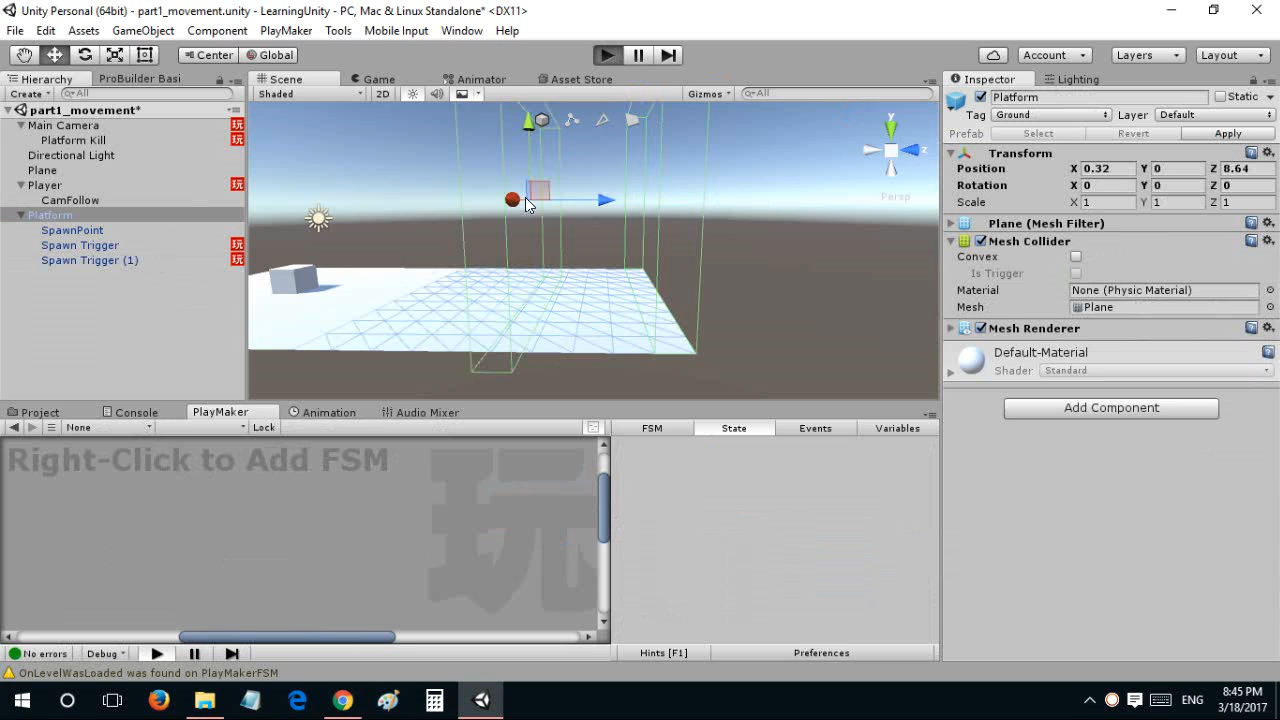 Unity Personal (64bit) - part1_movement.unity - LearningUnity - PC, Mac & Linux Standalone* <DX11>
File Edit Assets GameObject Component PlayMaker Tools Mobile Input Window Help
Center Global Account Layers Layout
Hierarchy ProBuilder Basi Scene Game Animator Asset Store Inspector Lighting
Create All Shaded 2D Gizmos All Platform Static
part1_movement*
Tag Ground Layer Default
Main Camera 玩
Prefab Select Revert Apply
Platform Kill 玩
Directional Light
Transform
Plane
Position X 0.32 Y 0 Z 8.64
Player 玩
Rotation X 0 Y 0 Z 0
CamFollow
Scale X 1 Y 1 Z 1
Platform
SpawnPoint
Plane (Mesh Filter)
Spawn Trigger 玩
Mesh Collider
Spawn Trigger (1) 玩
Convex
Is Trigger
Material None (Physic Material)
Mesh Plane
Mesh Renderer
Default-Material
Shader Standard
Add Component
y
z
Persp
Project Console PlayMaker Animation Audio Mixer
None Lock FSM State Events Variables
Right-Click to Add FSM
玩
No errors Debug Hints [F1] Preferences
OnLevelWasLoaded was found on PlayMakerFSM
ENG 8:45 PM
3/18/2017